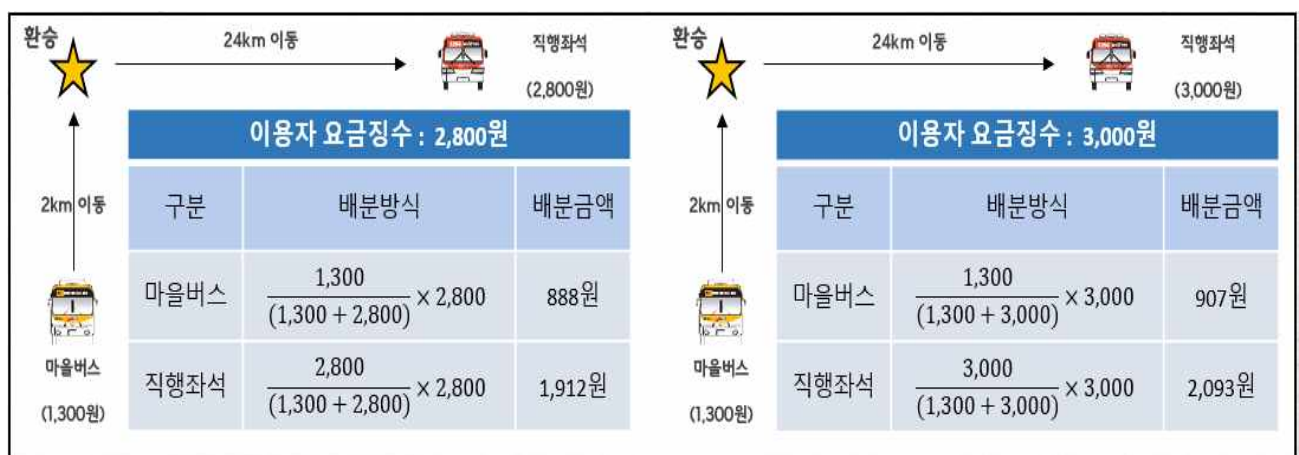 환승
24km 이동
직행좌석
(2,800원)
이용자 요금징수 : 2,800원
2km 이동
구분 배분방식 배분금액
마을버스 1,300/(1,300 + 2,800) × 2,800 888원
직행좌석 2,800/(1,300 + 2,800) × 2,800 1,912원
마을버스
(1,300원)
환승
24km 이동
직행좌석
(3,000원)
이용자 요금징수 : 3,000원
2km 이동
구분 배분방식 배분금액
마을버스 1,300/(1,300 + 3,000) × 3,000 907원
직행좌석 3,000/(1,300 + 3,000) × 3,000 2,093원
마을버스
(1,300원)